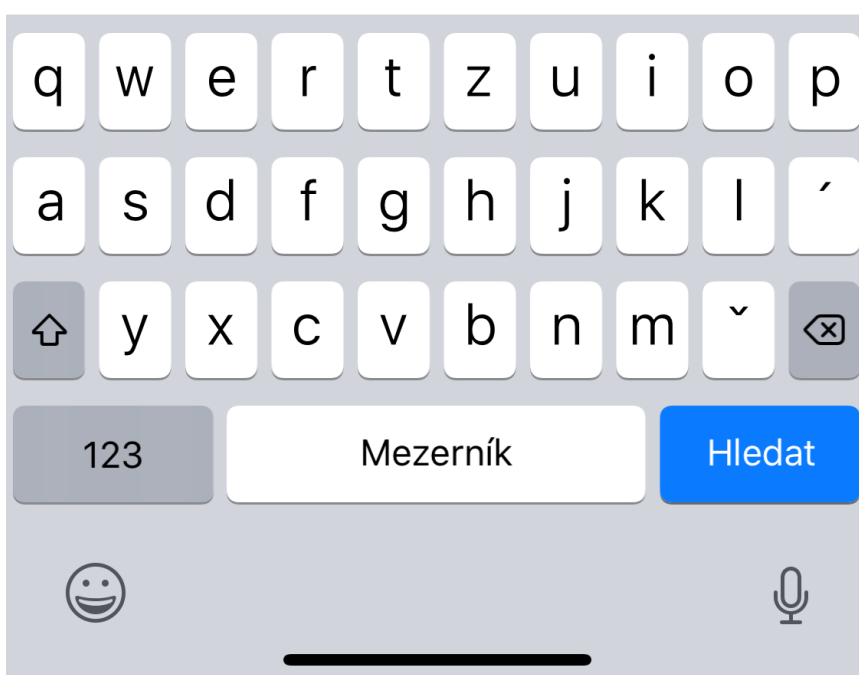 q w e r t z u i o p
a s d f g h j k l ´
y x c v b n m ˇ
123 Mezerník Hledat